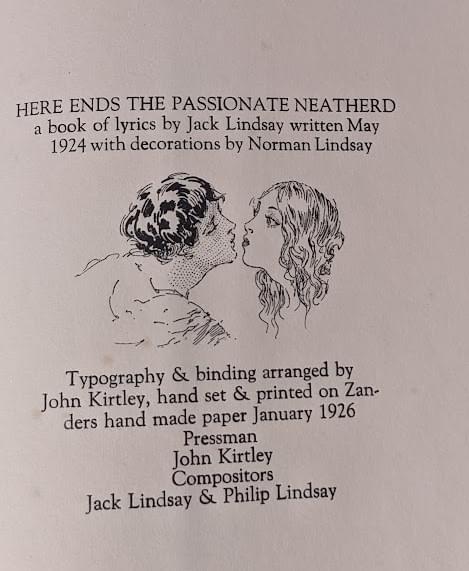 HERE ENDS THE PASSIONATE NEATHERD
a book of lyrics by Jack Lindsay written May
1924 with decorations by Norman Lindsay
Typography & binding arranged by
John Kirtley, hand set & printed on Zan-
ders hand made paper January 1926
Pressman
John Kirtley
Compositors
Jack Lindsay & Philip Lindsay